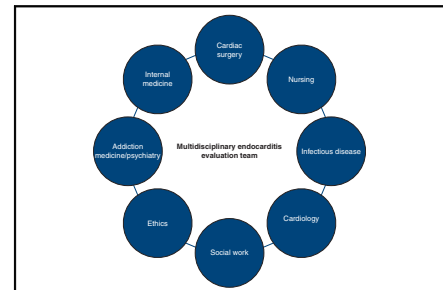 Cardiac
surgery
Internal
medicine
Nursing
Addiction
medicine/psychiatry
Multidisciplinary endocarditis
evaluation team
Infectious disease
Ethics
Cardiology
Social work